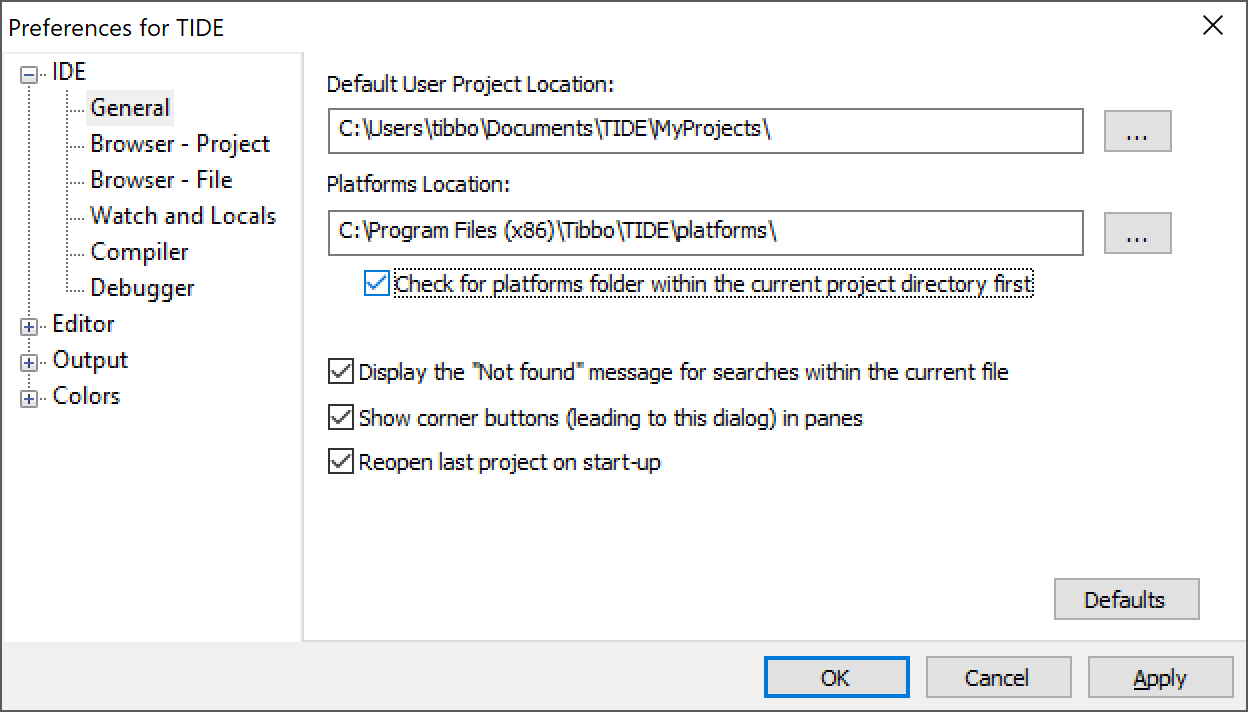 Preferences for TIDE
IDE
General
Browser - Project
Browser - File
Watch and Locals
Compiler
Debugger
Editor
Output
Colors
Default User Project Location:
C:\Users\tibbo\Documents\TIDE\MyProjects\
...
Platforms Location:
C:\Program Files (x86)\Tibbo\TIDE\platforms\
...
Check for platforms folder within the current project directory first
Display the "Not found" message for searches within the current file
Show corner buttons (leading to this dialog) in panes
Reopen last project on start-up
Defaults
OK
Cancel
Apply